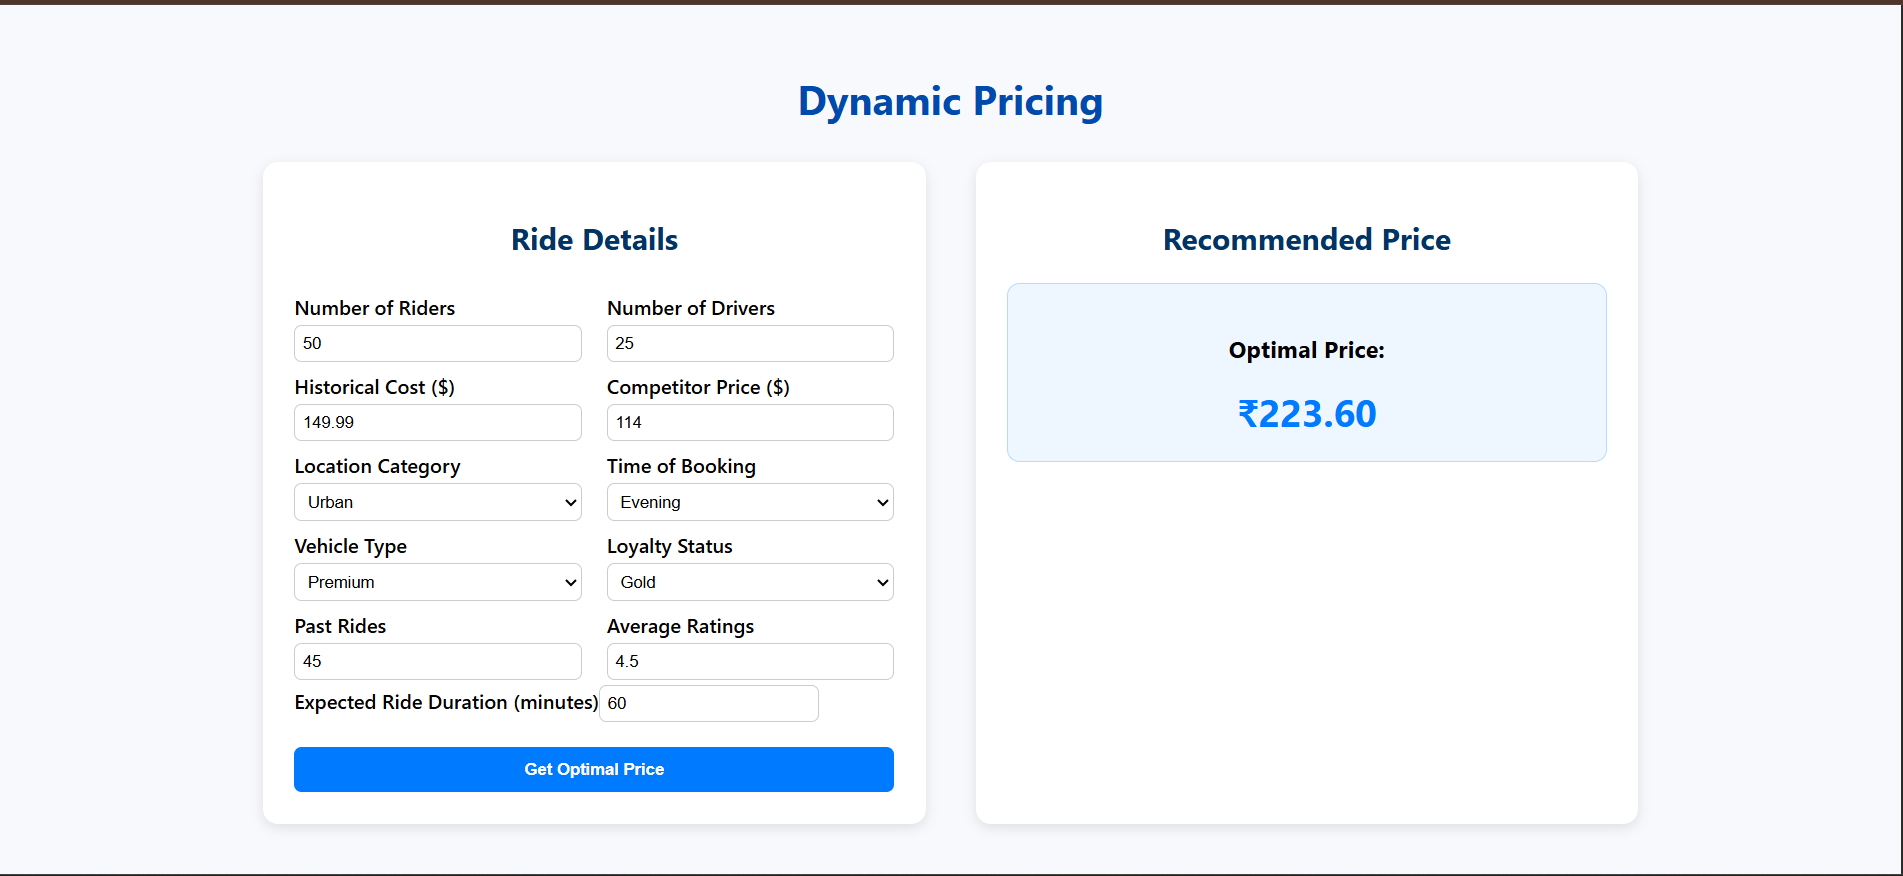 Dynamic Pricing
Ride Details
Number of Riders
Number of Drivers
50
25
Historical Cost ($)
Competitor Price ($)
149.99
114
Location Category
Time of Booking
Urban
Evening
Vehicle Type
Loyalty Status
Premium
Gold
Past Rides
Average Ratings
45
4.5
Expected Ride Duration (minutes)
60
Get Optimal Price
Recommended Price
Optimal Price:
₹223.60